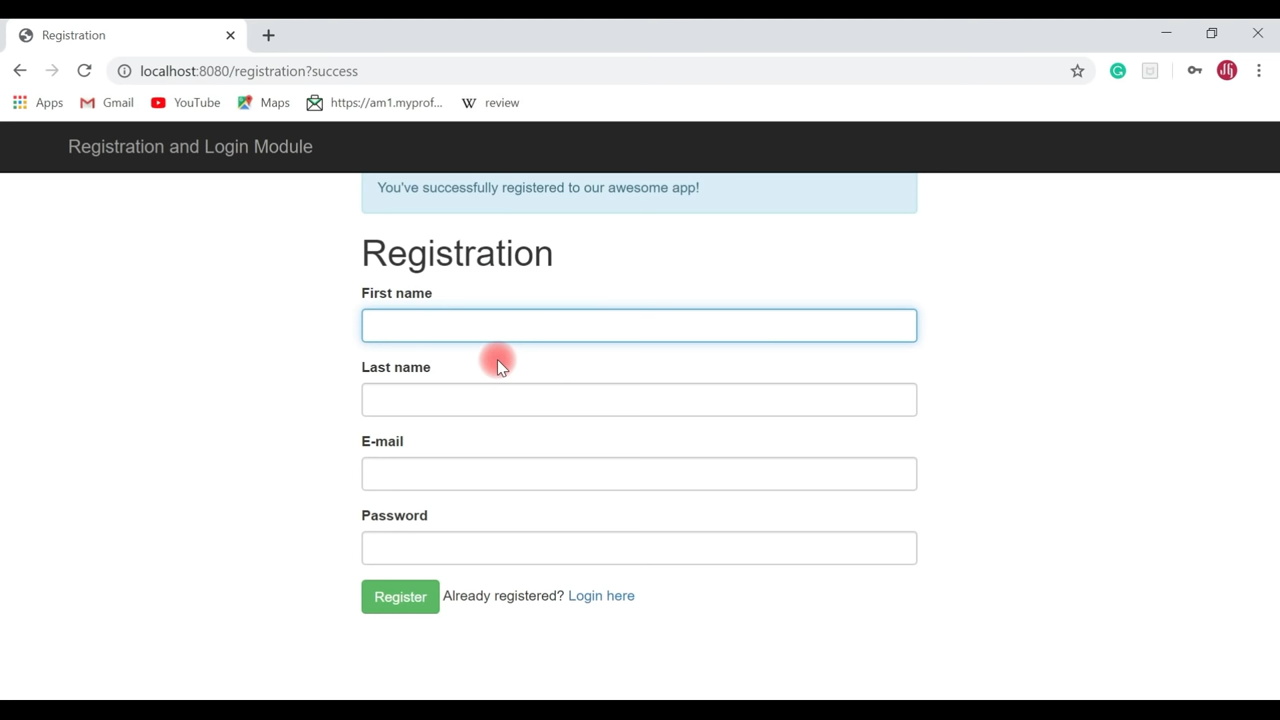 Registration
localhost:8080/registration?success
Apps Gmail YouTube Maps https://am1.myprof... review
Registration and Login Module
You've successfully registered to our awesome app!
Registration
First name
Last name
E-mail
Password
Register Already registered? Login here